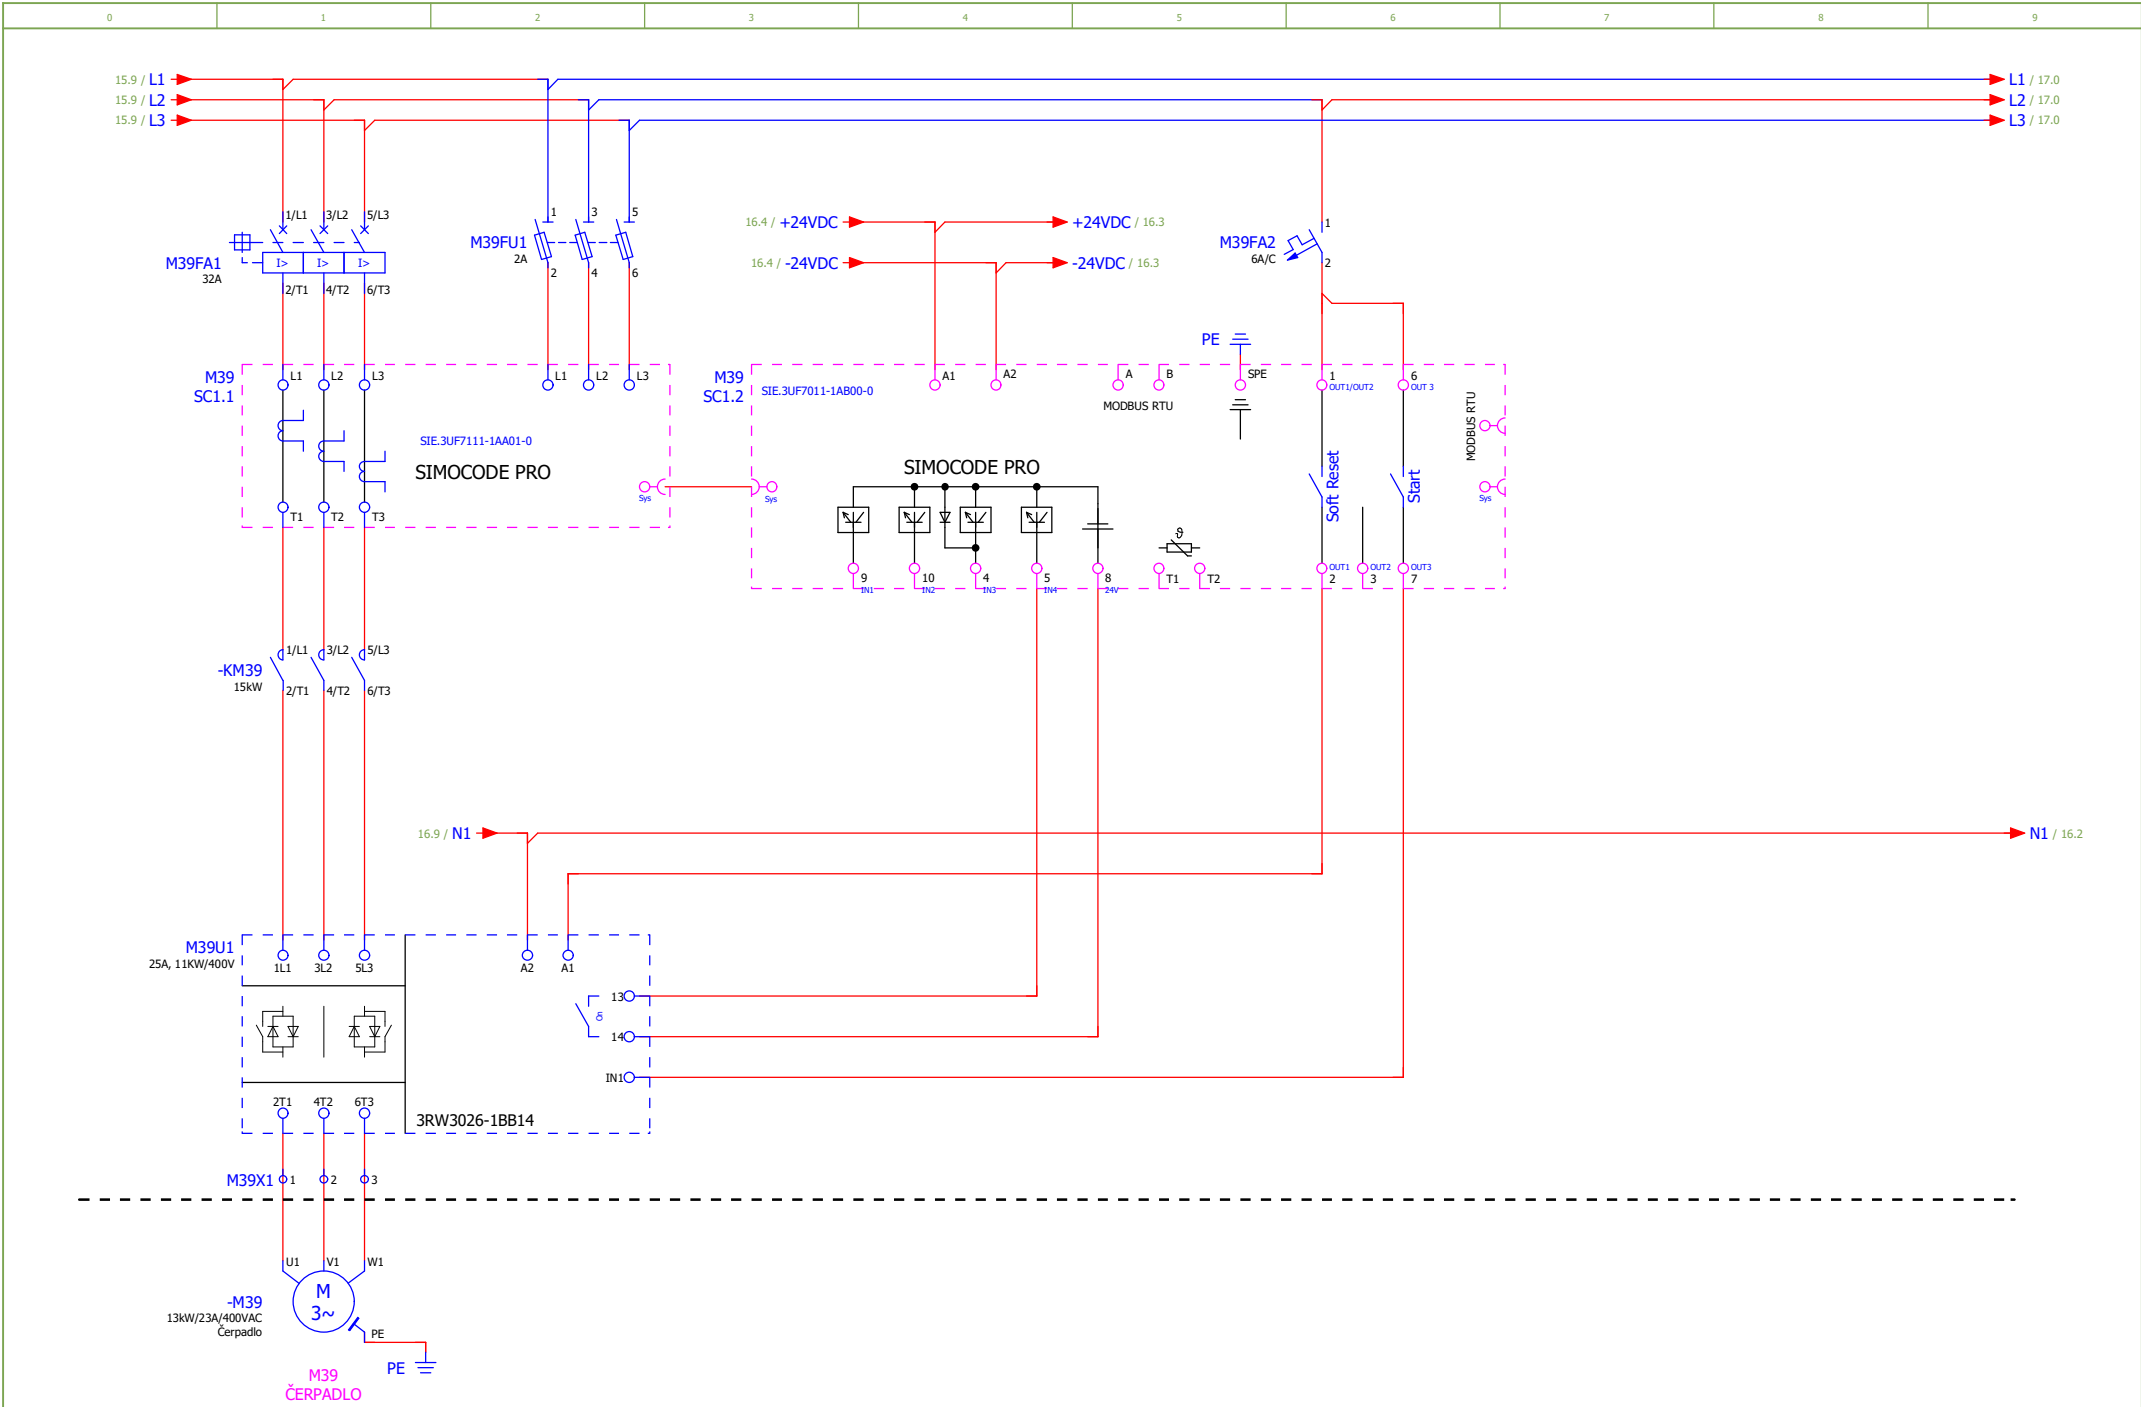 0 1 2 3 4 5 6 7 8 9
15.9 / L1 L1 / 17.0
15.9 / L2 L2 / 17.0
15.9 / L3 L3 / 17.0
1/L1 3/L2 5/L3
M39FA1
32A
I> I> I>
2/T1 4/T2 6/T3
M39FU1
2A
1 3 5
2 4 6
16.4 / +24VDC +24VDC / 16.3
16.4 / -24VDC -24VDC / 16.3
M39FA2
6A/C
1
2
PE
M39
SC1.1
L1 L2 L3
L1 L2 L3
SIE.3UF7111-1AA01-0
SIMOCODE PRO
Sys
T1 T2 T3
M39
SC1.2
SIE.3UF7011-1AB00-0
A1 A2
A B
MODBUS RTU
SPE
1
OUT1/OUT2
6
OUT 3
MODBUS RTU
Sys
SIMOCODE PRO
Sys
Soft Reset
Start
ϑ
9
IN1
10
IN2
4
IN3
5
IN4
8
24V
T1 T2
OUT1
2
OUT2
3
OUT3
7
-KM39
15kW
1/L1 3/L2 5/L3
2/T1 4/T2 6/T3
16.9 / N1 N1 / 16.2
M39U1
25A, 11KW/400V
1L1 3L2 5L3
A2 A1
13
On
14
IN1
2T1 4T2 6T3
3RW3026-1BB14
M39X1 1 2 3
U1 V1 W1
M
3~
-M39
13kW/23A/400VAC
Čerpadlo
PE
PE
M39
ČERPADLO